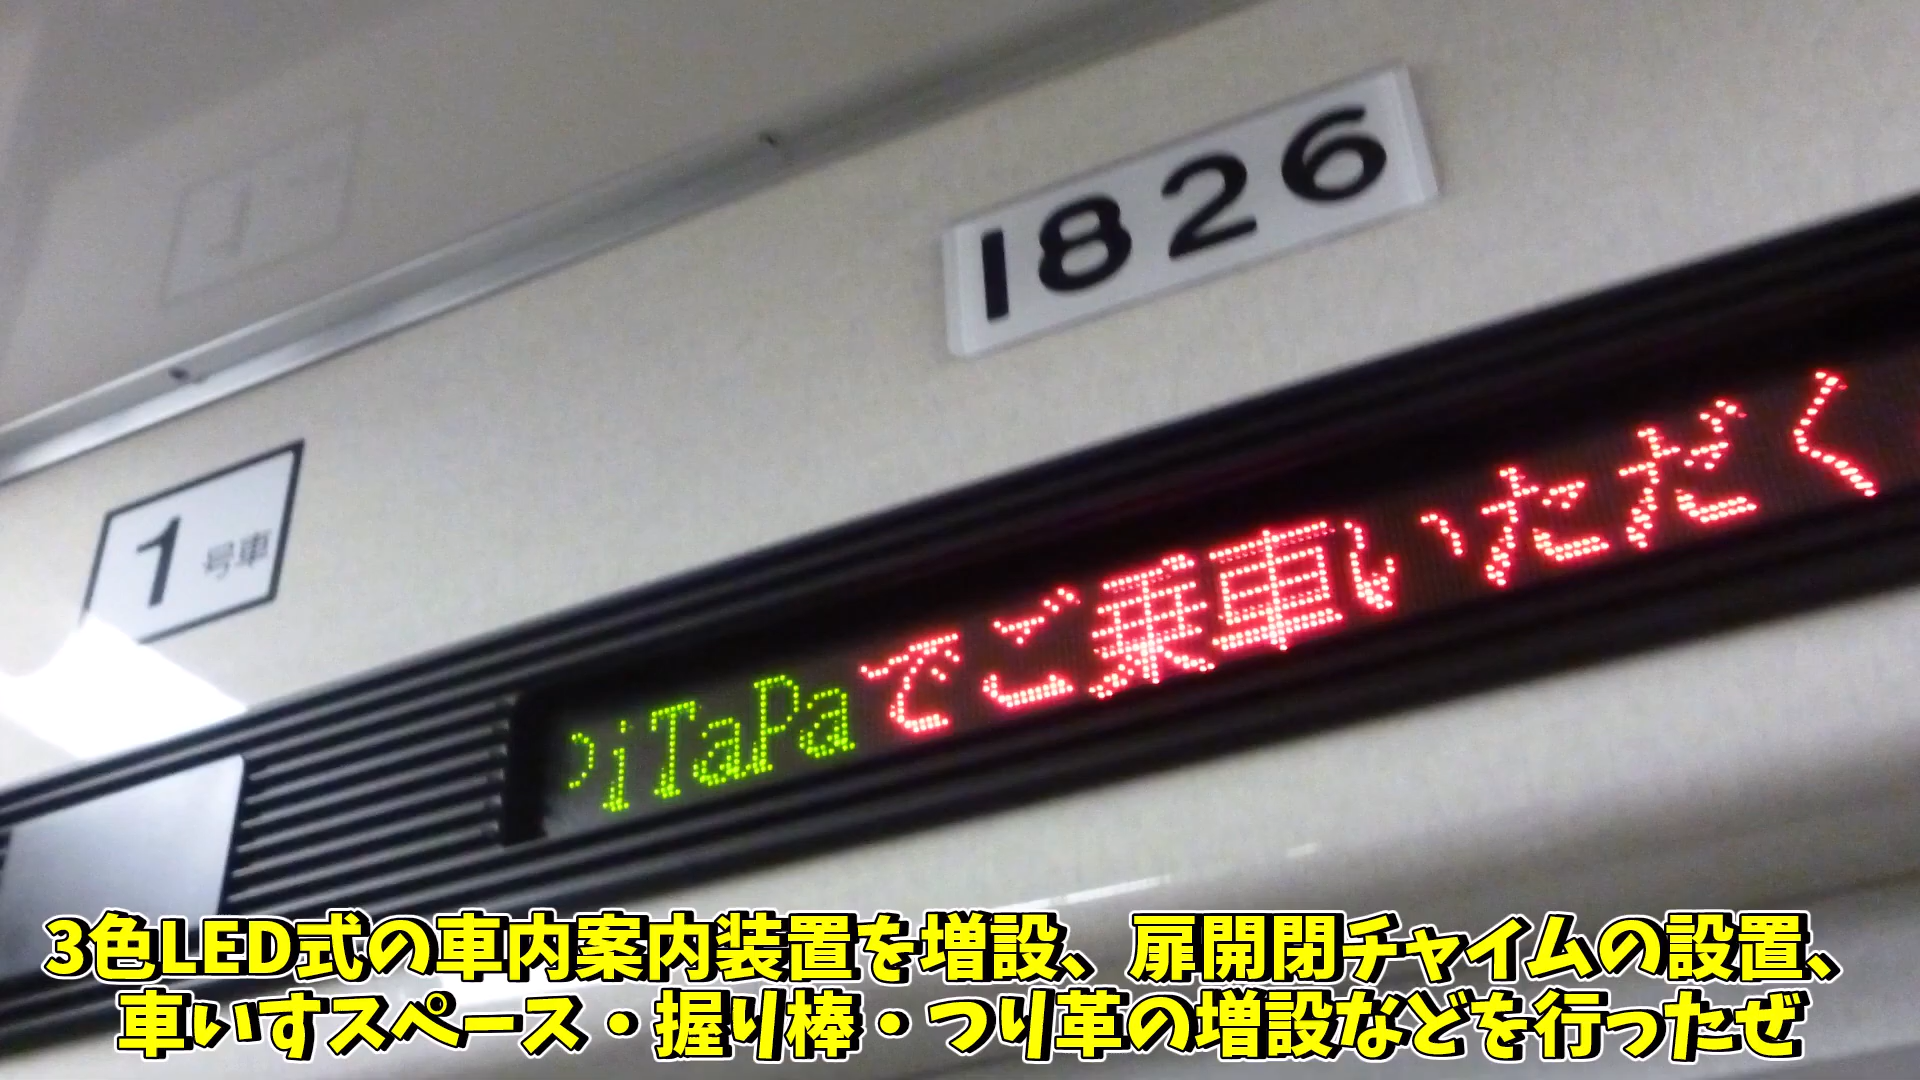 1826
1号車
PiTaPaでご乗車いただく
3色LED式の車内案内装置を増設、扉開閉チャイムの設置、
車いすスペース・握り棒・つり革の増設などを行ったぜ